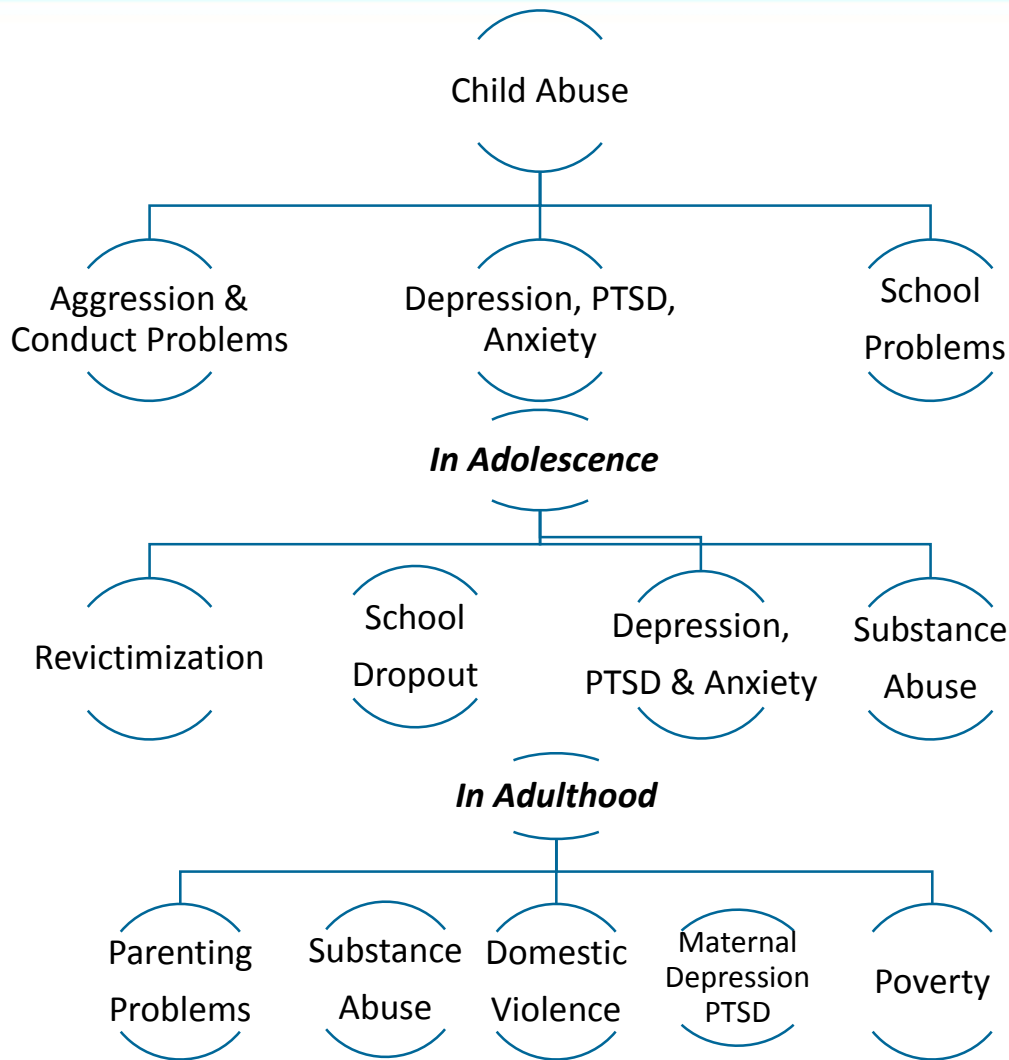 Child Abuse
Aggression &
Conduct Problems
Depression, PTSD,
Anxiety
School
Problems
In Adolescence
Revictimization
School
Dropout
Depression,
PTSD & Anxiety
Substance
Abuse
In Adulthood
Parenting
Problems
Substance
Abuse
Domestic
Violence
Maternal
Depression
PTSD
Poverty